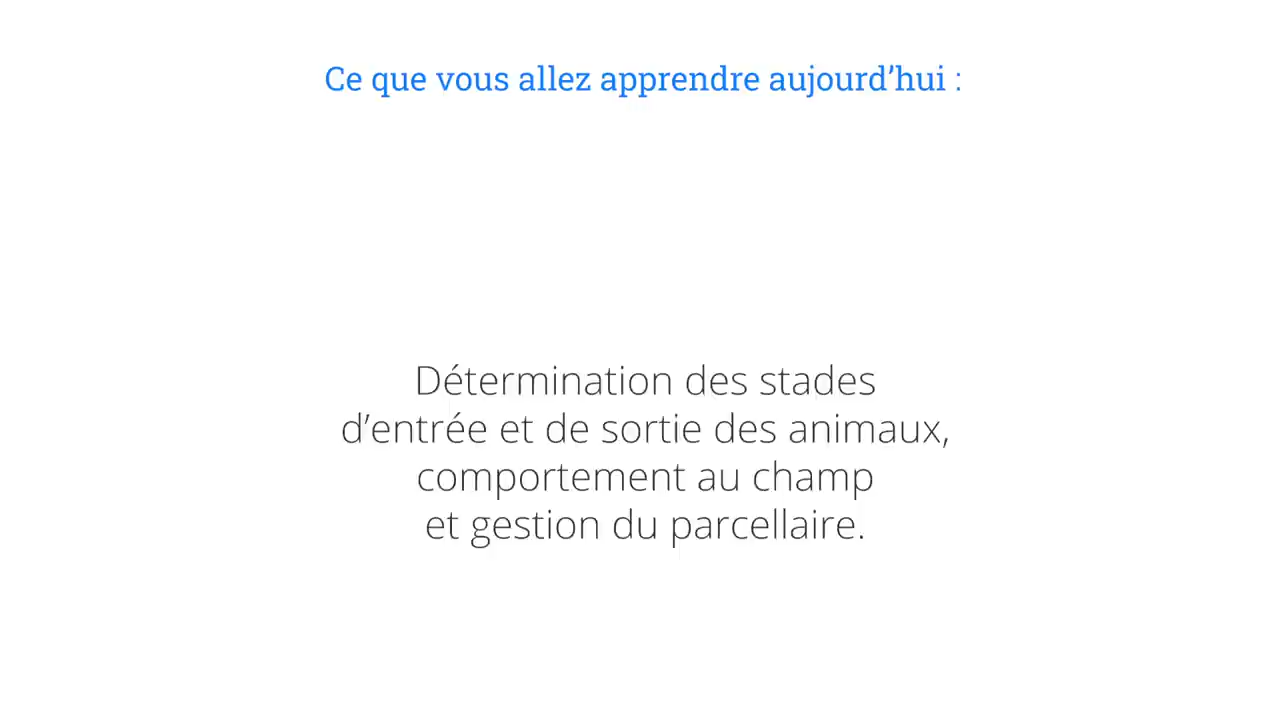 Ce que vous allez apprendre aujourd’hui :
Détermination des stades
d’entrée et de sortie des animaux,
comportement au champ
et gestion du parcellaire.